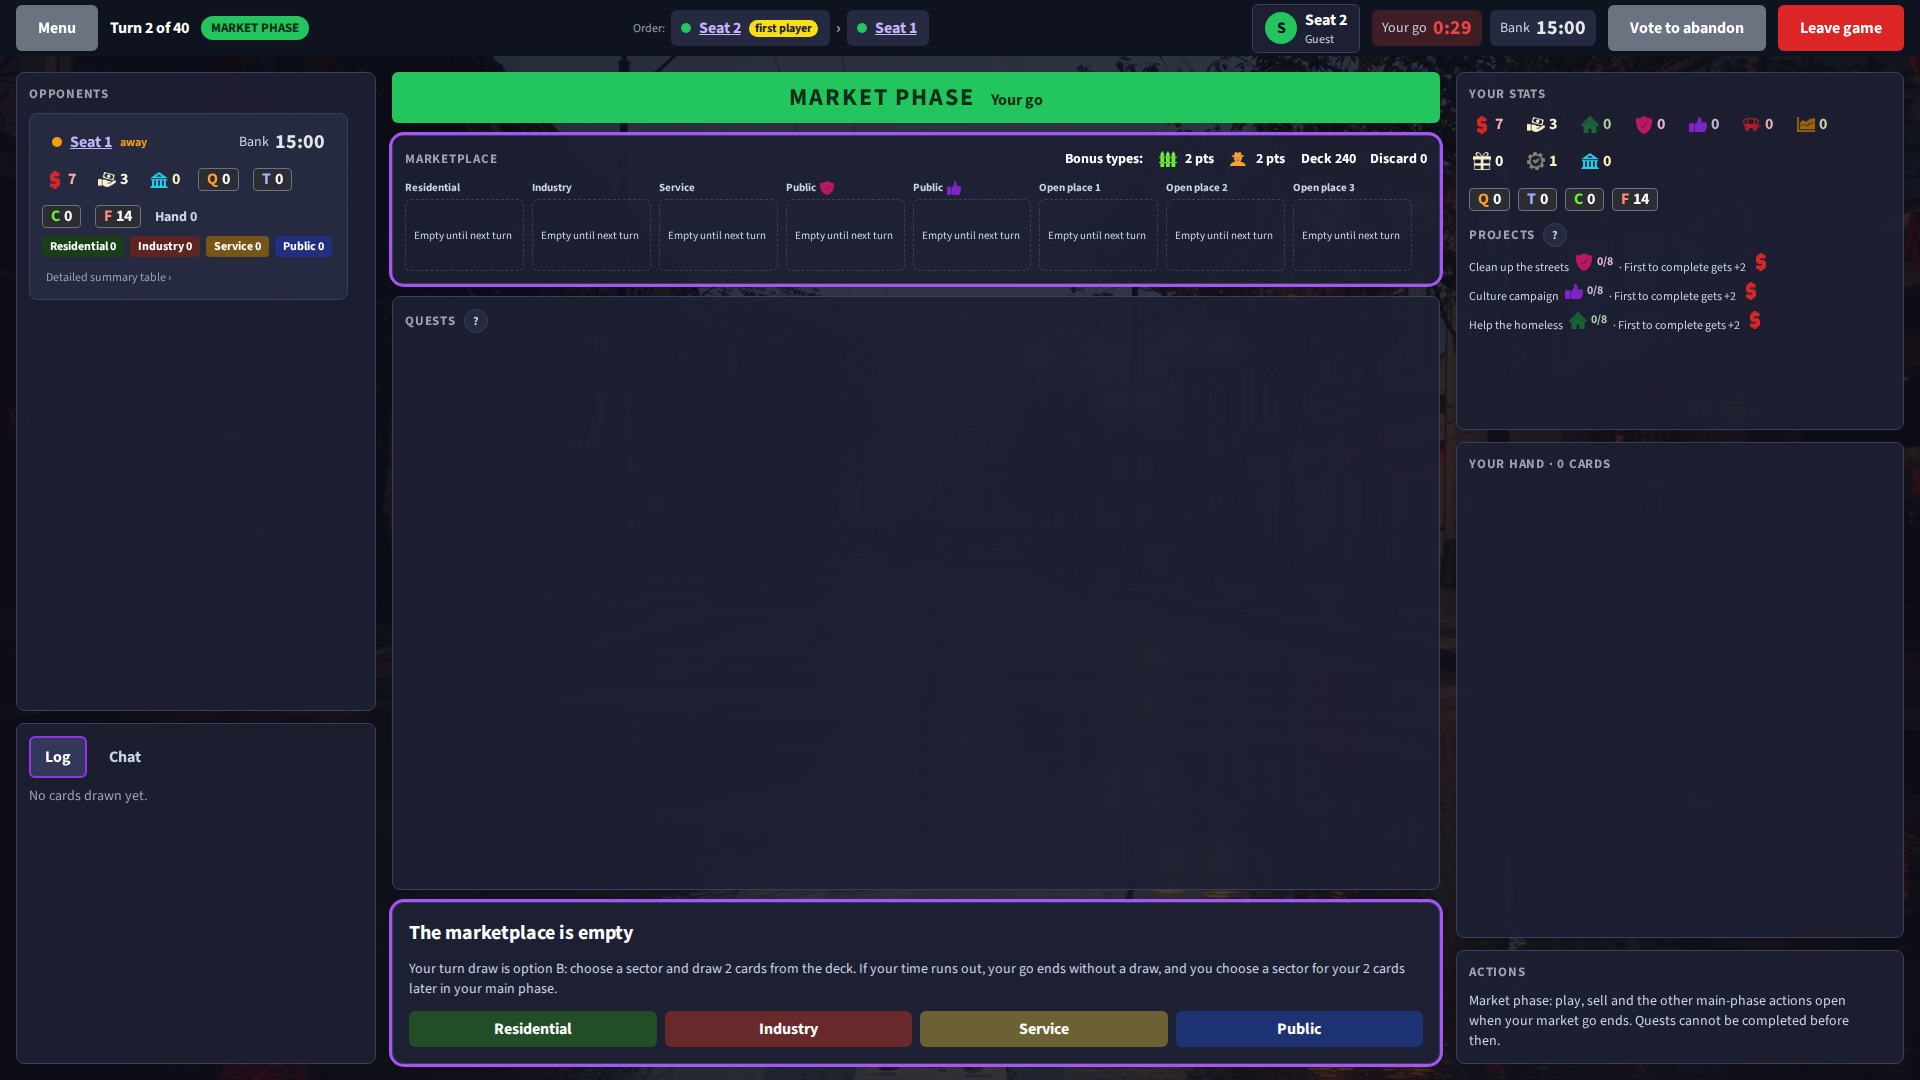 Menu
Turn 2 of 40
MARKET PHASE
Order:
Seat 2
first player
›
Seat 1
S
Seat 2
Guest
Your go 0:29
Bank 15:00
Vote to abandon
Leave game
OPPONENTS
Seat 1 away
Bank 15:00
7
3
0
Q 0
T 0
C 0
F 14
Hand 0
Residential 0
Industry 0
Service 0
Public 0
Detailed summary table ›
Log
Chat
No cards drawn yet.
MARKET PHASE Your go
MARKETPLACE
Bonus types:
2 pts
2 pts
Deck 240
Discard 0
Residential
Industry
Service
Public
Public
Open place 1
Open place 2
Open place 3
Empty until next turn
Empty until next turn
Empty until next turn
Empty until next turn
Empty until next turn
Empty until next turn
Empty until next turn
Empty until next turn
QUESTS ?
The marketplace is empty
Your turn draw is option B: choose a sector and draw 2 cards from the deck. If your time runs out, your go ends without a draw, and you choose a sector for your 2 cards
later in your main phase.
Residential
Industry
Service
Public
YOUR STATS
7
3
0
0
0
0
0
0
1
0
Q 0
T 0
C 0
F 14
PROJECTS ?
Clean up the streets 0/8 · First to complete gets +2
Culture campaign 0/8 · First to complete gets +2
Help the homeless 0/8 · First to complete gets +2
YOUR HAND · 0 CARDS
ACTIONS
Market phase: play, sell and the other main-phase actions open
when your market go ends. Quests cannot be completed before
then.